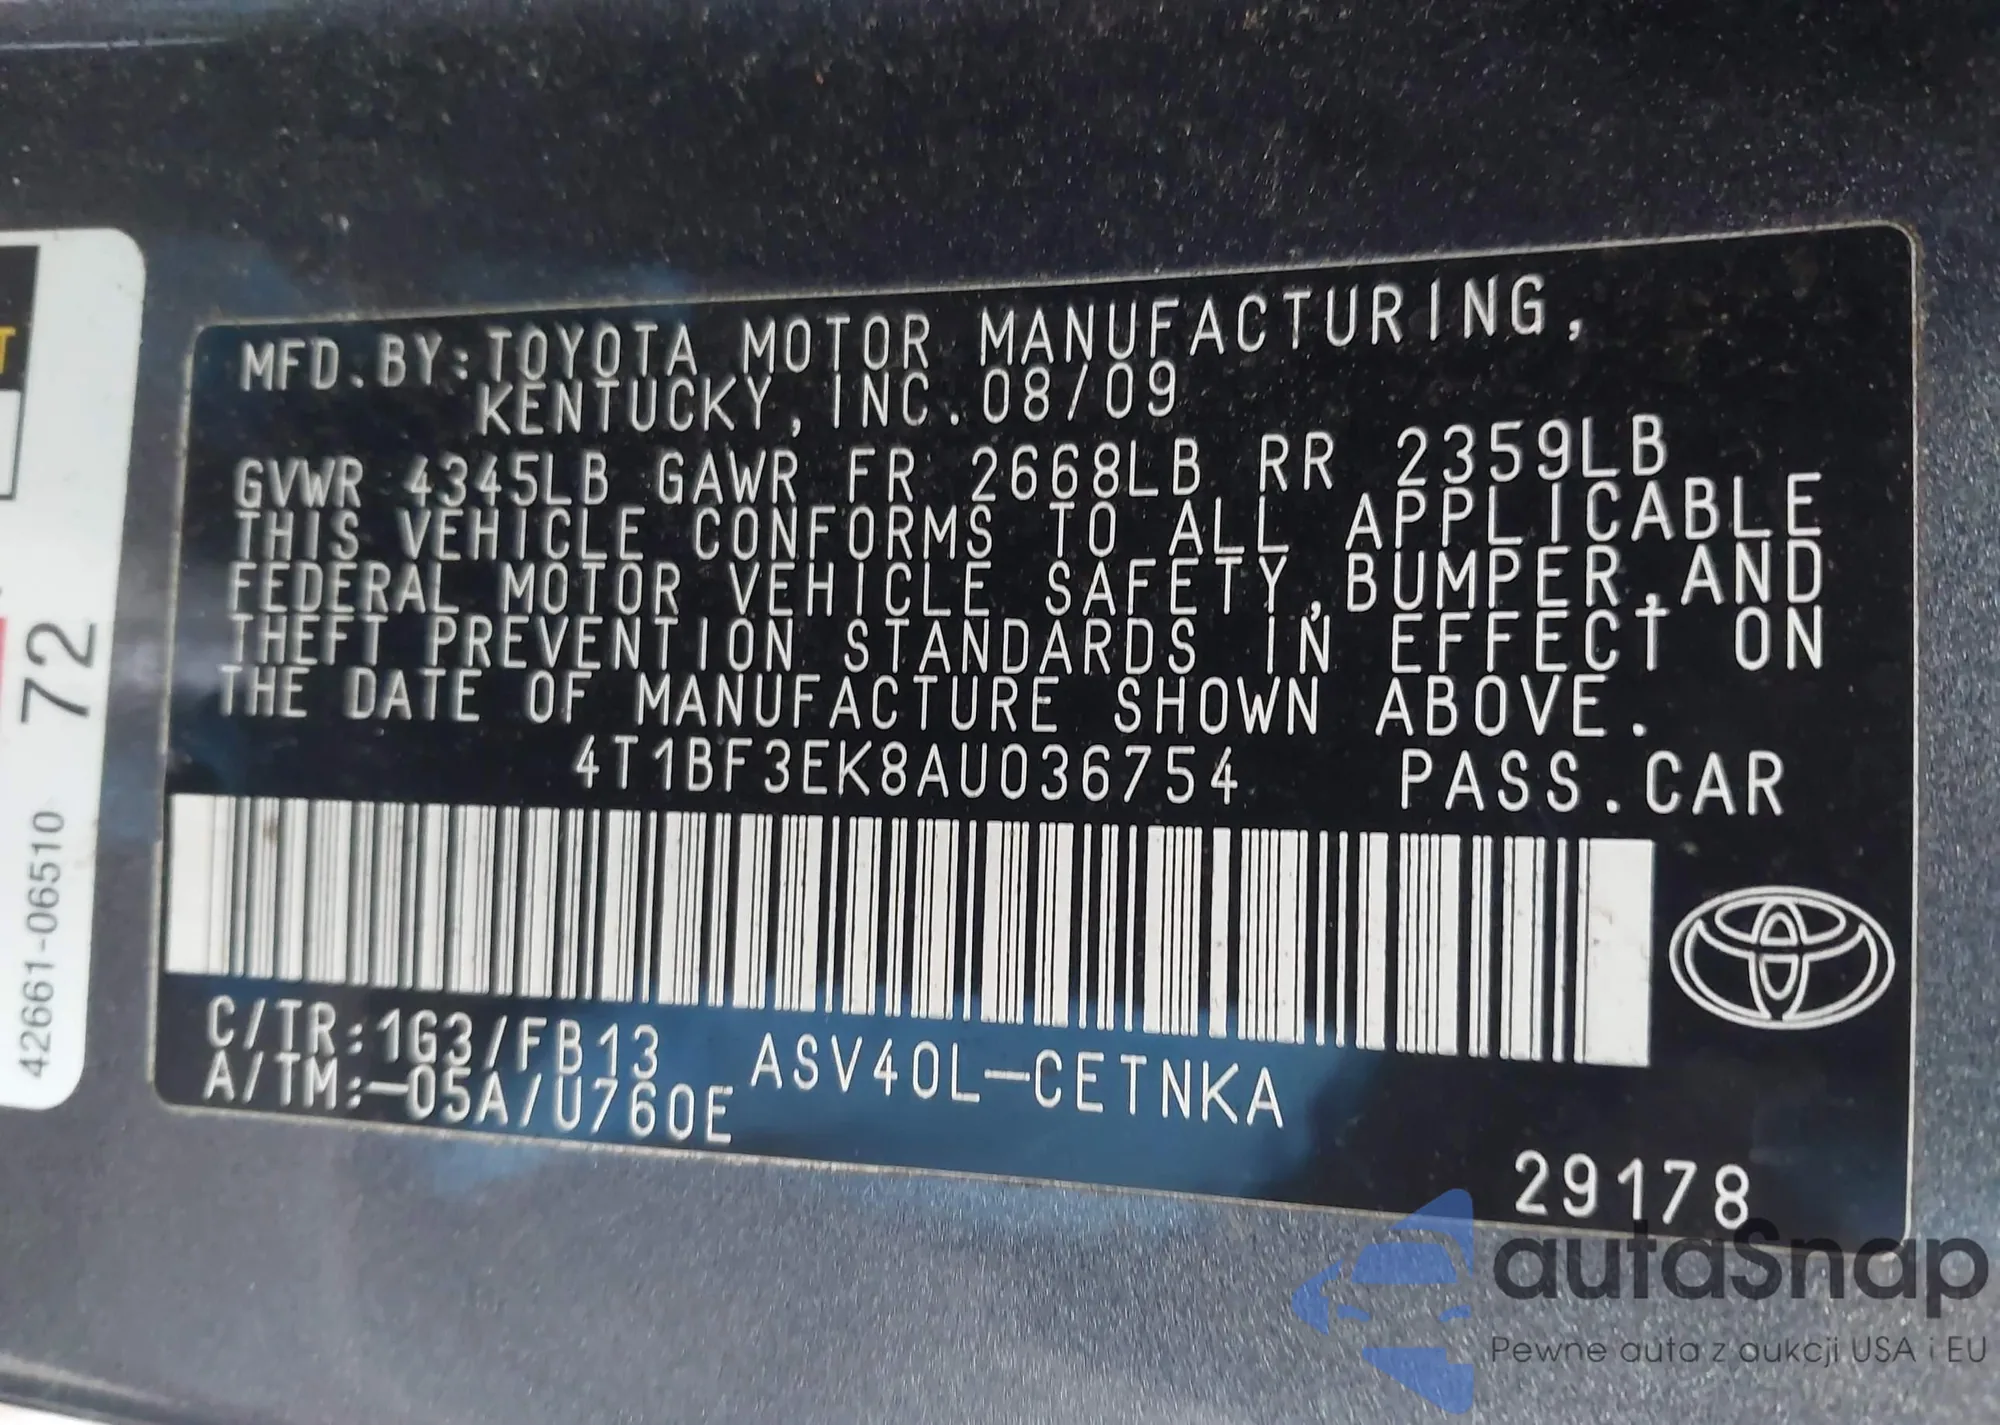 MFD.BY:TOYOTA MOTOR MANUFACTURING,
KENTUCKY, INC. 08/09
GVWR 4345LB GAWR FR 2668LB RR 2359LB
THIS VEHICLE CONFORMS TO ALL APPLICABLE
FEDERAL MOTOR VEHICLE SAFETY,BUMPER,AND
THEFT PREVENTION STANDARDS IN EFFECT ON
THE DATE OF MANUFACTURE SHOWN ABOVE.
4T1BF3EK8AU036754 PASS.CAR
C/TR:1G3/FB13 ASV40L-CETNKA
A/TM:-05A/U760E
29178
72
42661-06510
autaSnap
Pewne auta z aukcji USA i EU